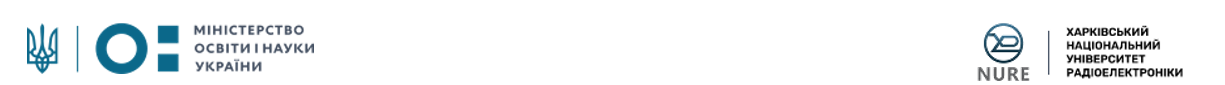 МІНІСТЕРСТВО
ОСВІТИ І НАУКИ
УКРАЇНИ
NURE
ХАРКІВСЬКИЙ
НАЦІОНАЛЬНИЙ
УНІВЕРСИТЕТ
РАДІОЕЛЕКТРОНІКИ